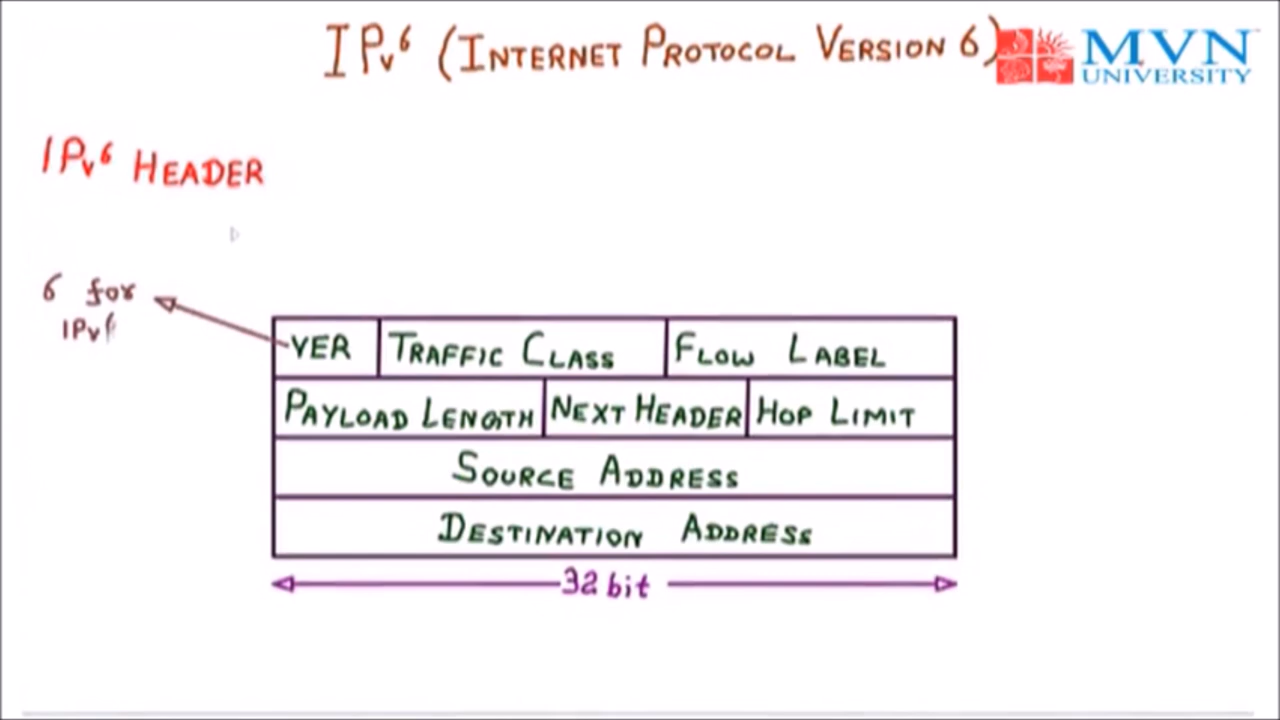 IPv6 (INTERNET PROTOCOL VERSION 6)
MVN
UNIVERSITY
IPv6 HEADER
6 for
IPv
VER TRAFFIC CLASS FLOW LABEL
PAYLOAD LENGTH NEXT HEADER HOP LIMIT
SOURCE ADDRESS
DESTINATION ADDRESS
32 bit